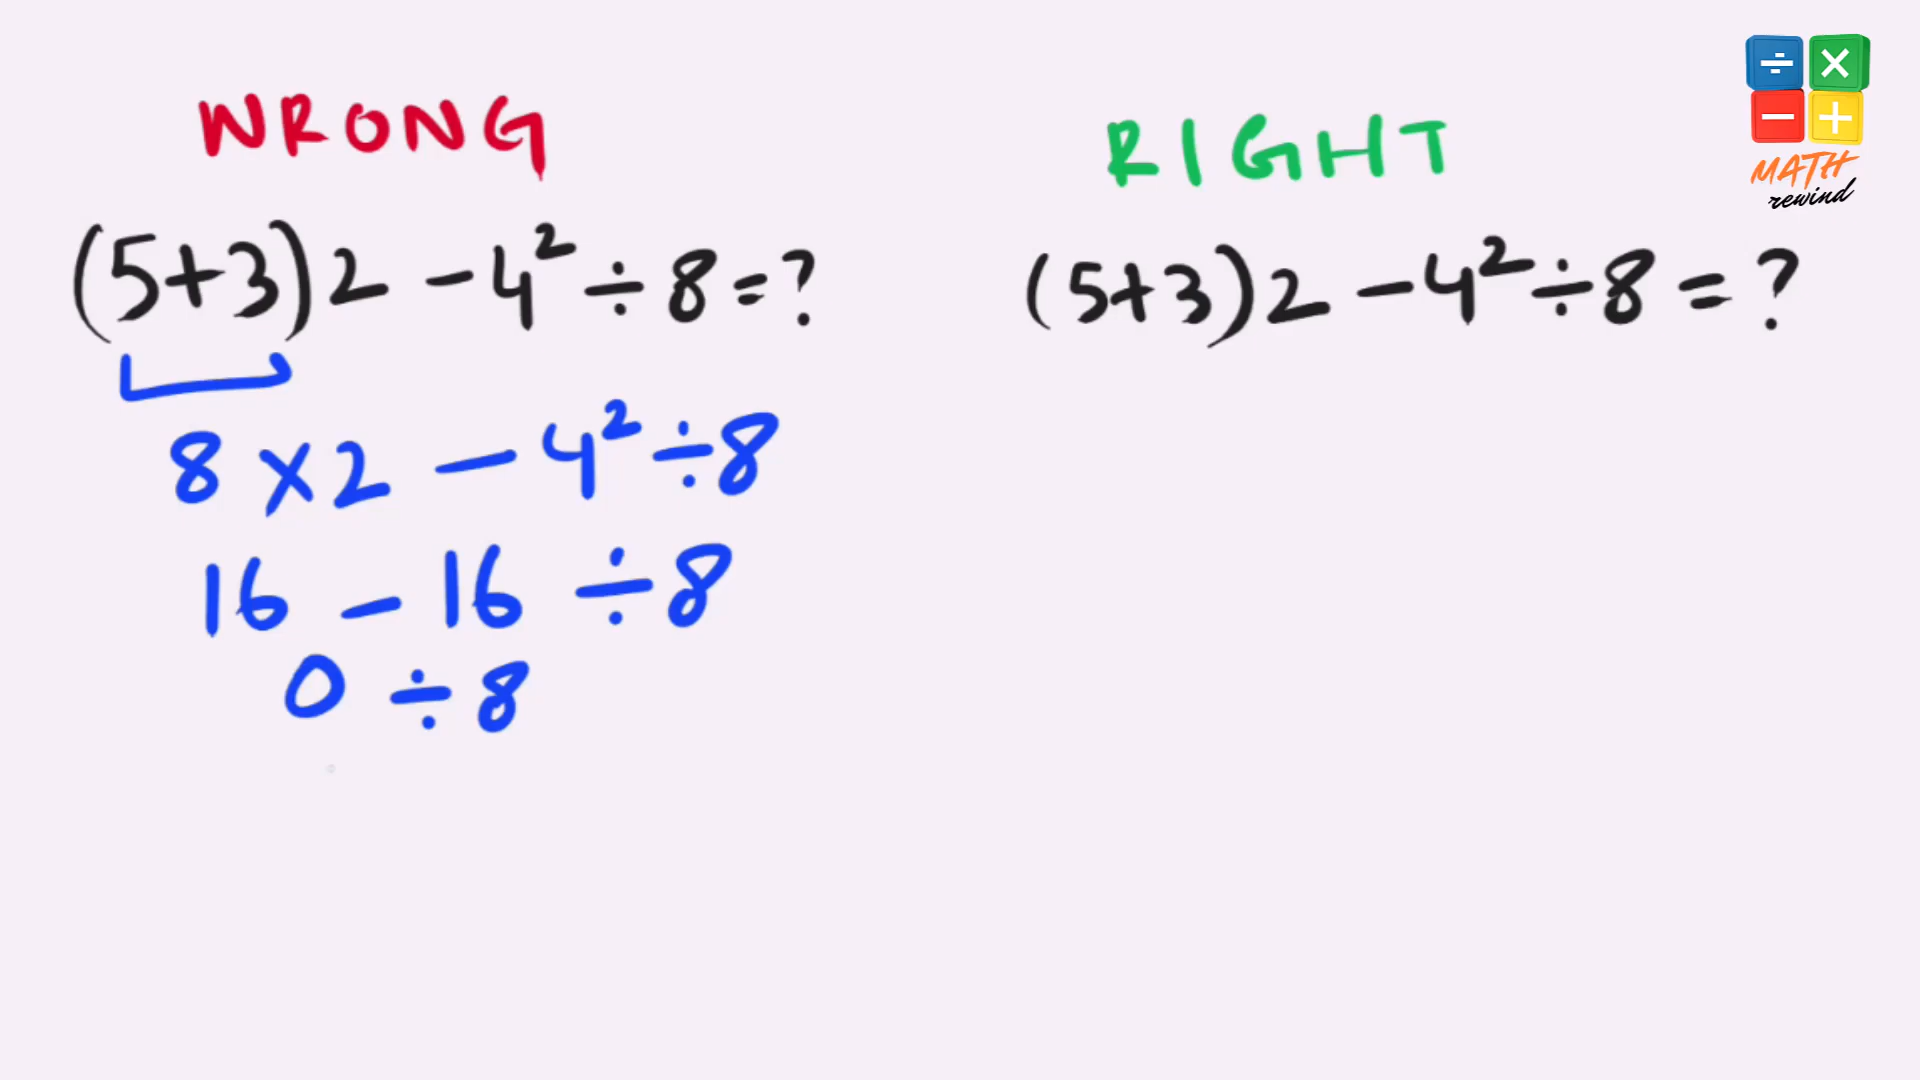 WRONG
(5+3)2 - 4² ÷ 8 = ?
8 × 2 - 4² ÷ 8
16 - 16 ÷ 8
0 ÷ 8
RIGHT
(5+3)2 - 4² ÷ 8 = ?
÷ ×
- +
MATH
rewind